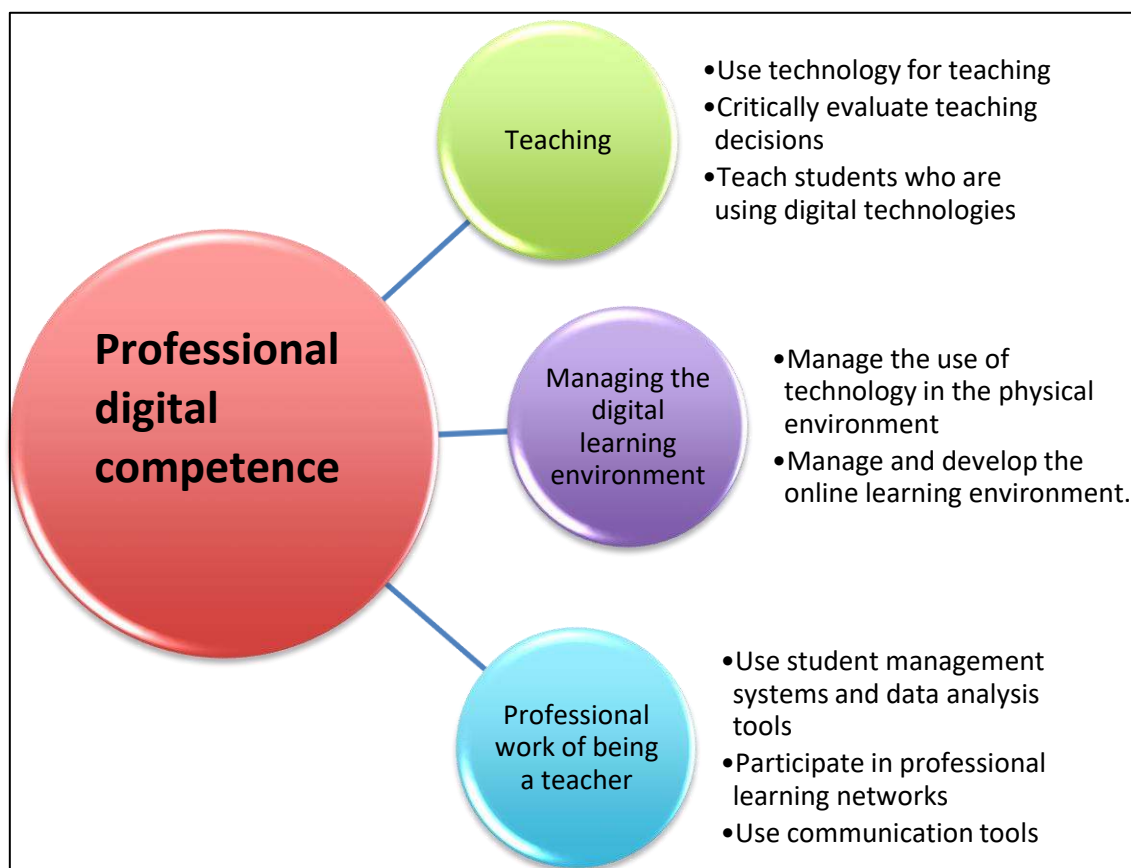 Professional
digital
competence
Teaching
•Use technology for teaching
•Critically evaluate teaching
decisions
•Teach students who are
using digital technologies
Managing the
digital
learning
environment
•Manage the use of
technology in the physical
environment
•Manage and develop the
online learning environment.
Professional
work of being
a teacher
•Use student management
systems and data analysis
tools
•Participate in professional
learning networks
•Use communication tools